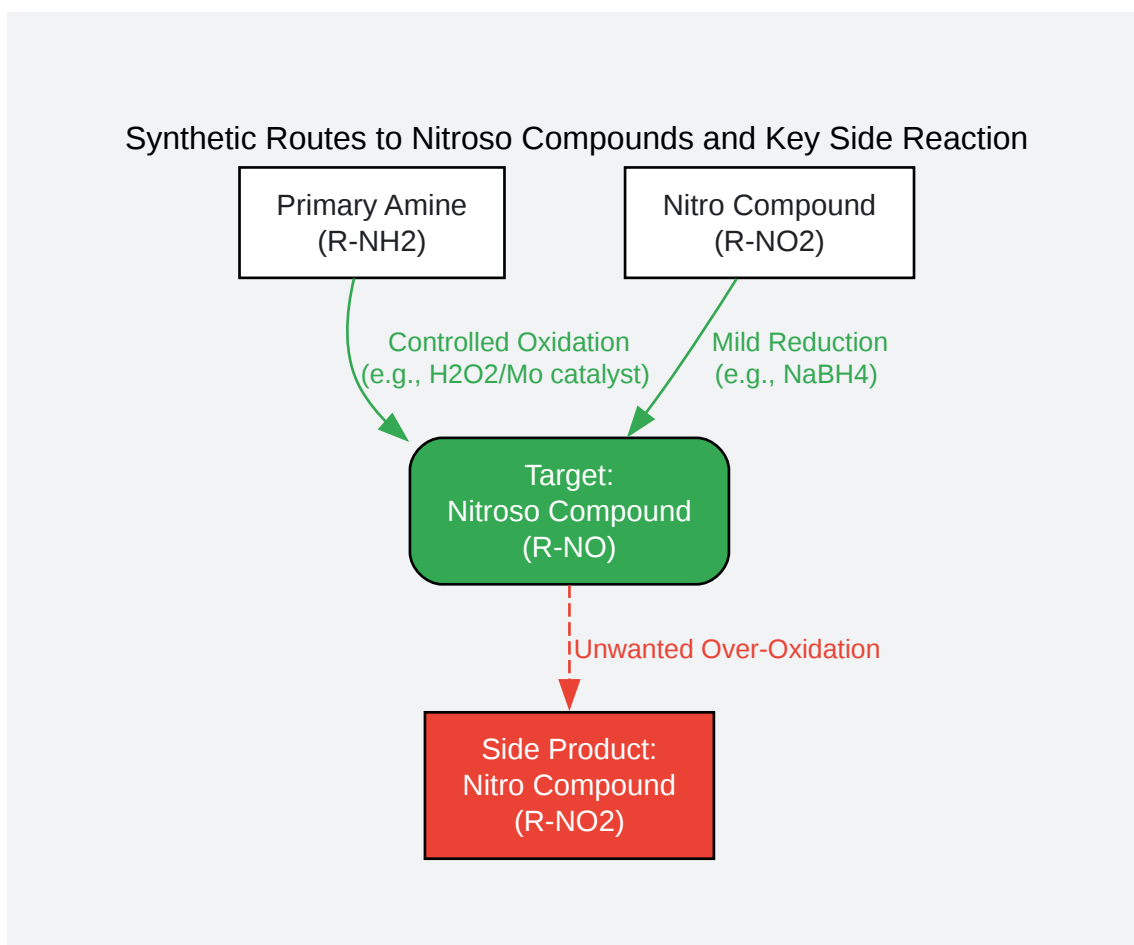 Synthetic Routes to Nitroso Compounds and Key Side Reaction
Primary Amine
(R-NH2)
Nitro Compound
(R-NO2)
Controlled Oxidation
(e.g., H2O2/Mo catalyst)
Mild Reduction
(e.g., NaBH4)
Target:
Nitroso Compound
(R-NO)
Unwanted Over-Oxidation
Side Product:
Nitro Compound
(R-NO2)